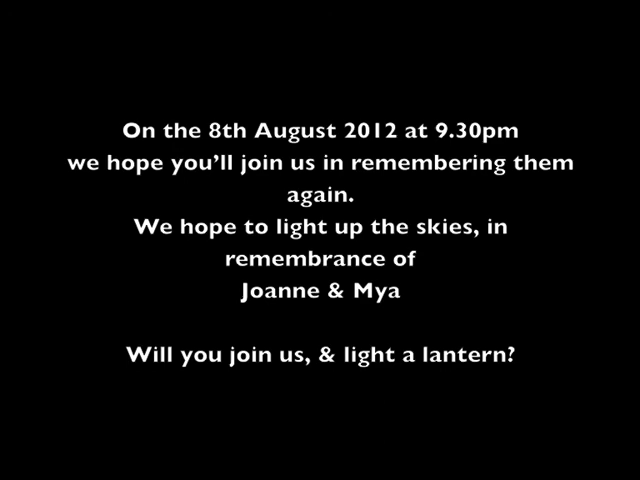 On the 8th August 2012 at 9.30pm
we hope you’ll join us in remembering them
again.
We hope to light up the skies, in
remembrance of
Joanne & Mya
Will you join us, & light a lantern?